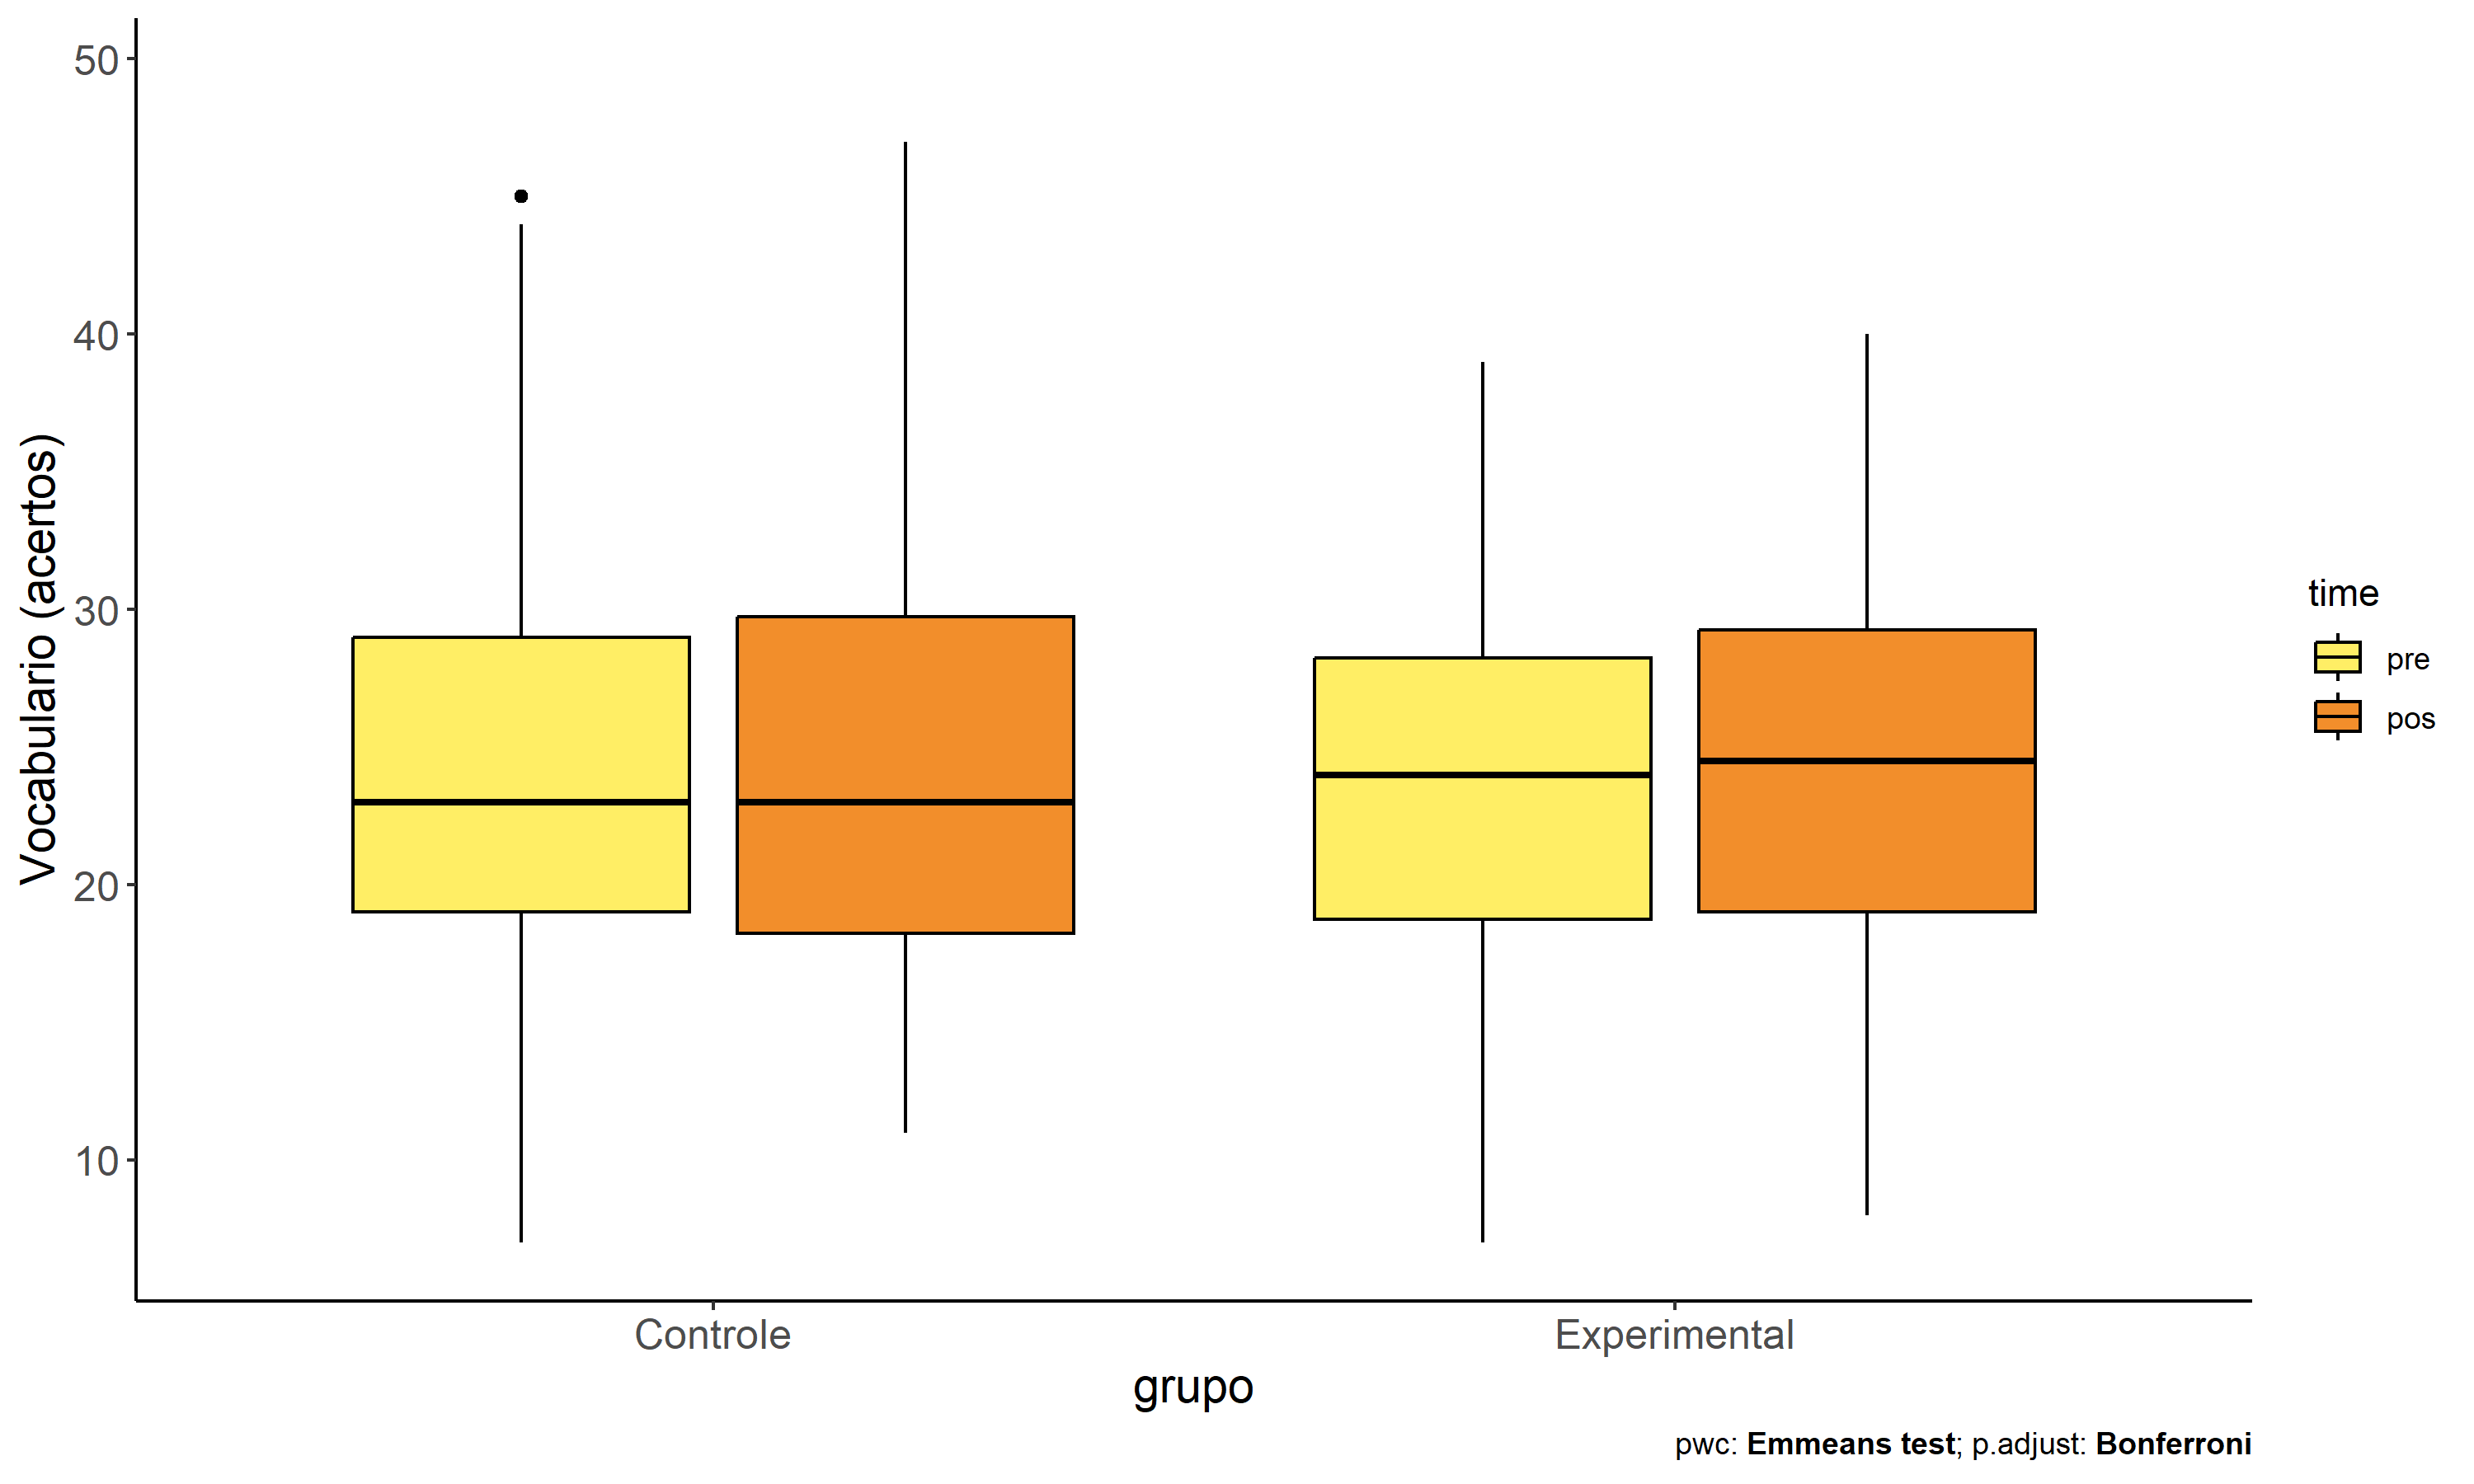 Vocabulario (acertos)
50
40
30
20
10
Controle
Experimental
grupo
time
pre
pos
pwc: Emmeans test; p.adjust: Bonferroni